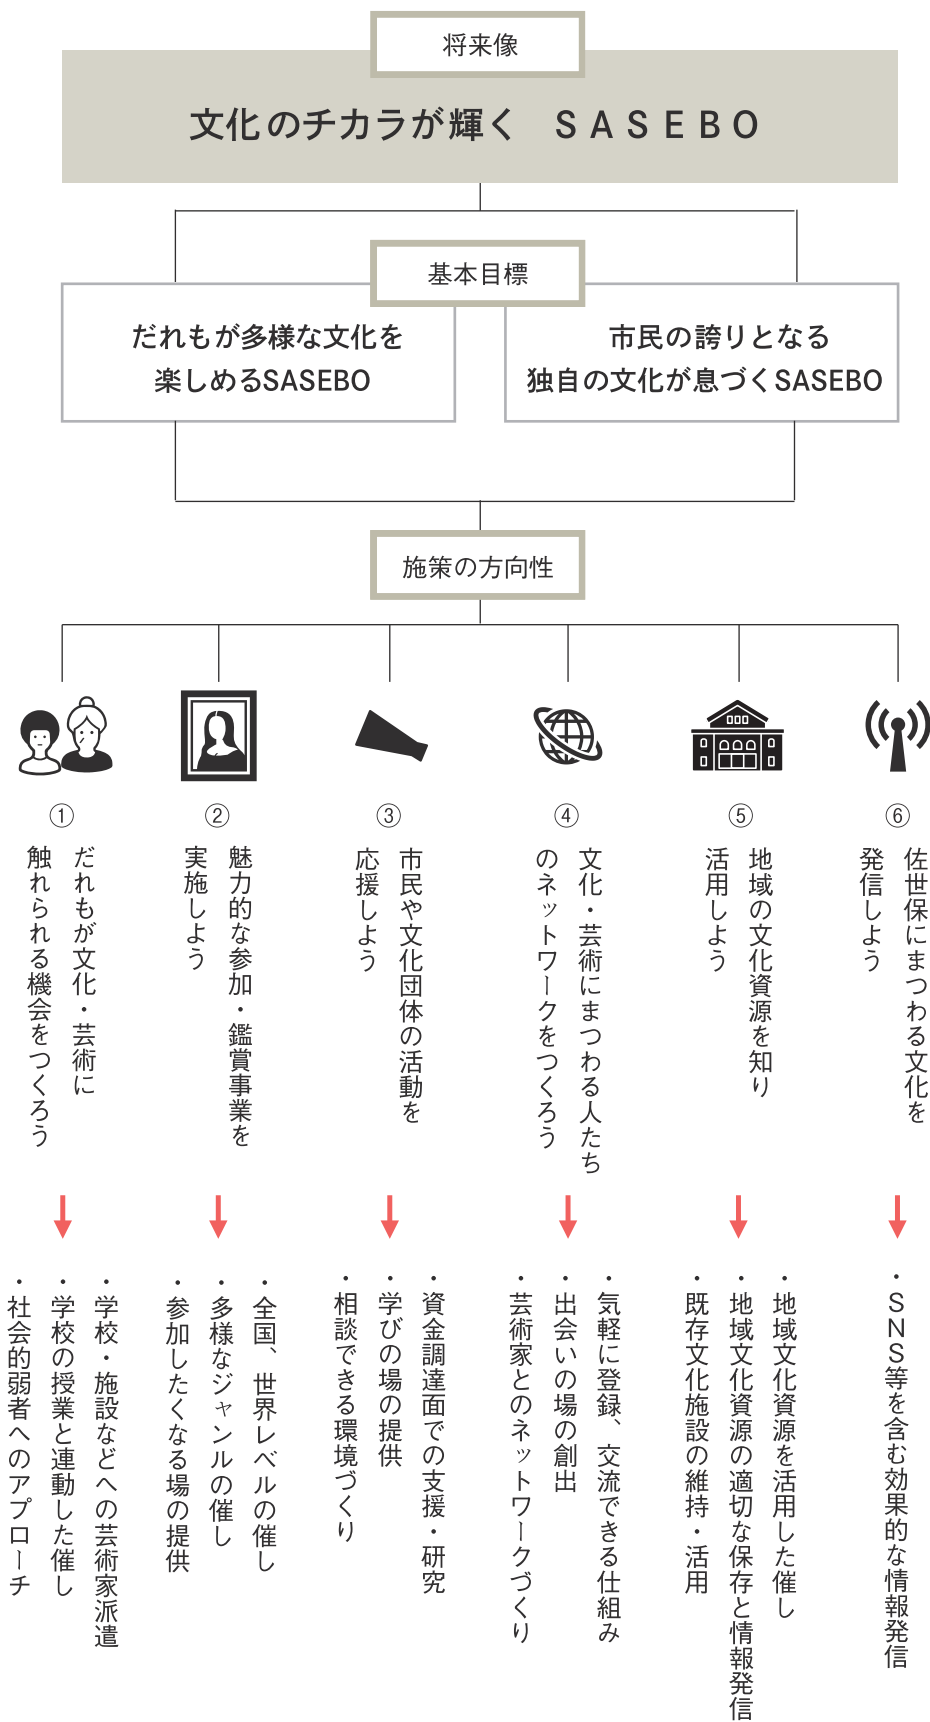 将来像
文化のチカラが輝く　SASEBO
基本目標
だれもが多様な文化を
楽しめるSASEBO
市民の誇りとなる
独自の文化が息づくSASEBO
施策の方向性
①
だれもが文化・芸術に
触れられる機会をつくろう
・学校・施設などへの芸術家派遣
・学校の授業と連動した催し
・社会的弱者へのアプローチ
②
魅力的な参加・鑑賞事業を
実施しよう
・全国、世界レベルの催し
・多様なジャンルの催し
・参加したくなる場の提供
③
市民や文化団体の活動を
応援しよう
・資金調達面での支援・研究
・学びの場の提供
・相談できる環境づくり
④
文化・芸術にまつわる人たち
のネットワークをつくろう
・気軽に登録、交流できる仕組み
・出会いの場の創出
・芸術家とのネットワークづくり
⑤
地域の文化資源を知り
活用しよう
・地域文化資源を活用した催し
・地域文化資源の適切な保存と情報発信
・既存文化施設の維持・活用
⑥
佐世保にまつわる文化を
発信しよう
・SNS等を含む効果的な情報発信